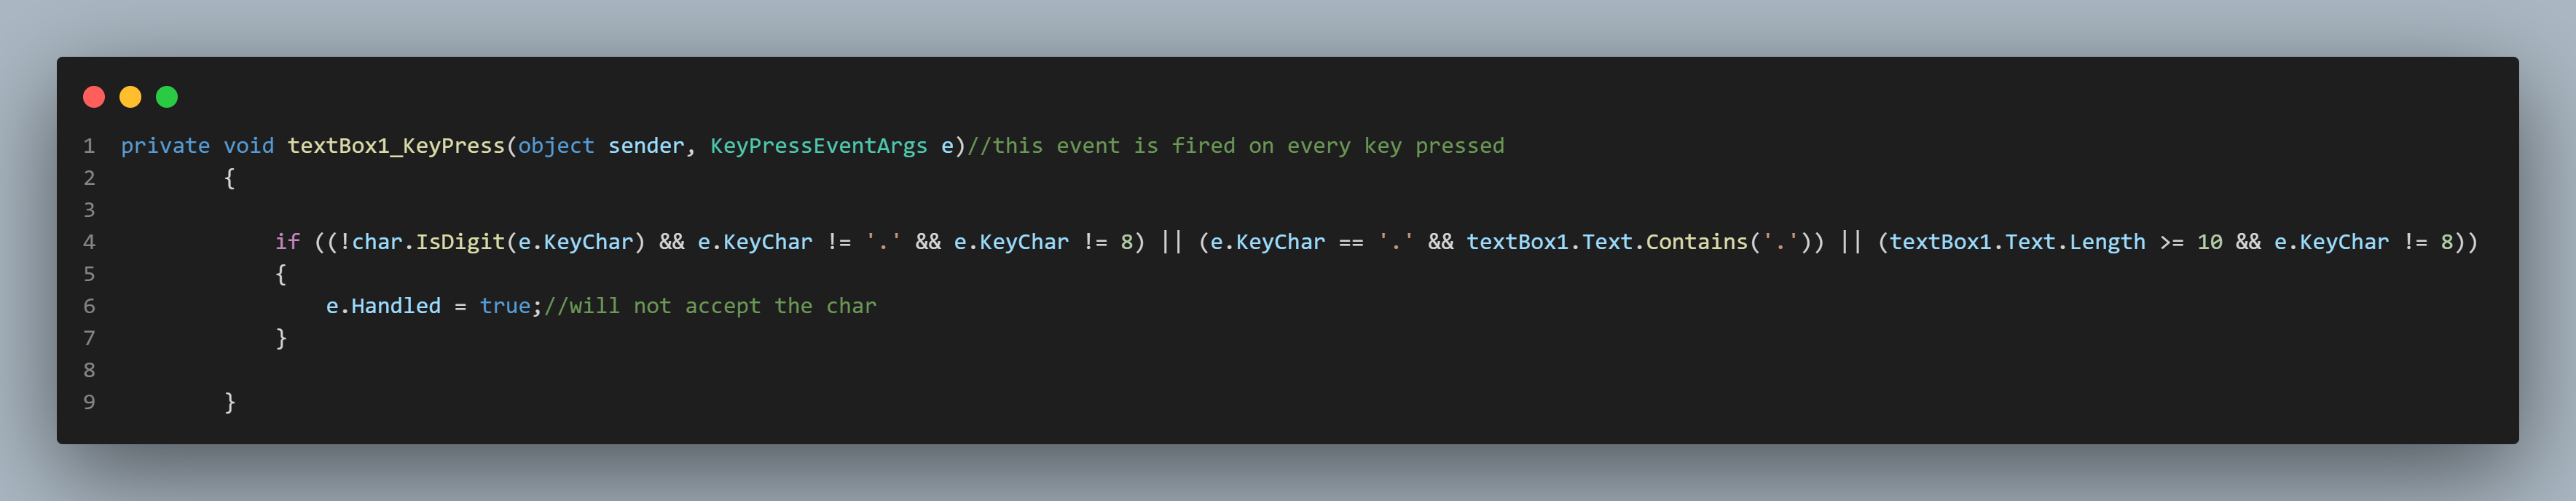 1 private void textBox1_KeyPress(object sender, KeyPressEventArgs e)//this event is fired on every key pressed
2         {
3
4             if ((!char.IsDigit(e.KeyChar) && e.KeyChar != '.' && e.KeyChar != 8) || (e.KeyChar == '.' && textBox1.Text.Contains('.')) || (textBox1.Text.Length >= 10 && e.KeyChar != 8))
5             {
6                 e.Handled = true;//will not accept the char
7             }
8
9         }